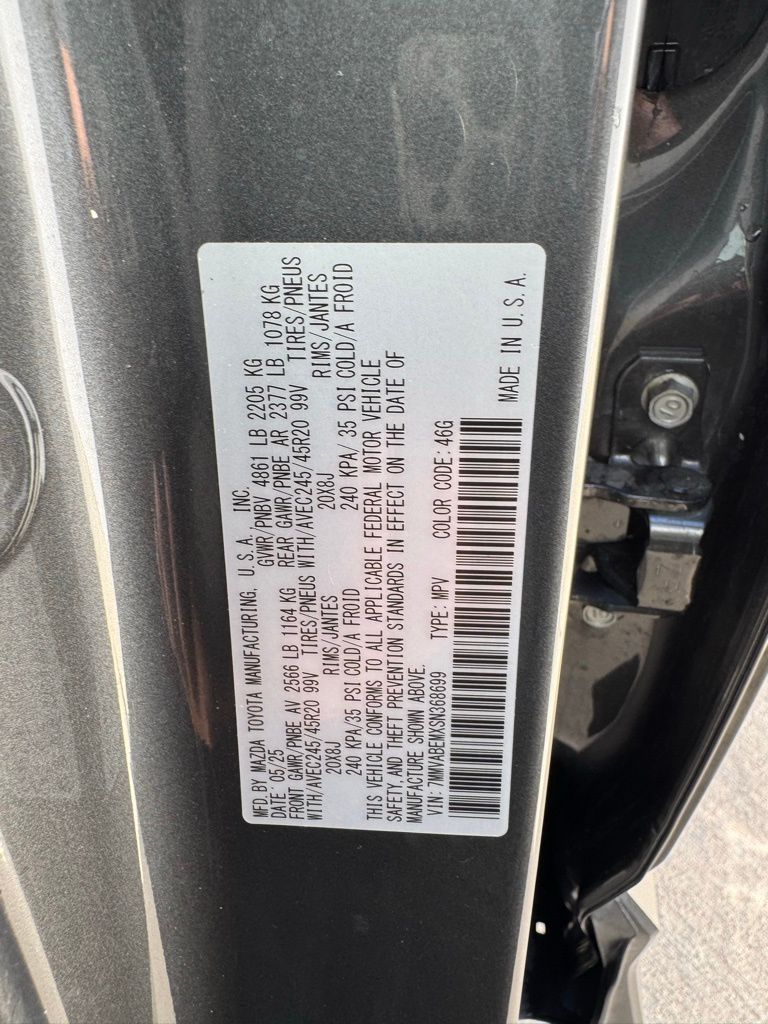 MFD. BY MAZDA TOYOTA MANUFACTURING, U.S.A. INC.
DATE: 05/25 GVWR/PNBV 4861 LB 2205 KG
FRONT GAWR/PNBE AV 2566 LB 1164 KG REAR GAWR/PNBE AR 2377 LB 1078 KG
WITH/AVEC245/45R20 99V TIRES/PNEUS WITH/AVEC245/45R20 99V TIRES/PNEUS
20X8J RIMS/JANTES 20X8J RIMS/JANTES
240 KPA/35 PSI COLD/A FROID 240 KPA/35 PSI COLD/A FROID
THIS VEHICLE CONFORMS TO ALL APPLICABLE FEDERAL MOTOR VEHICLE
SAFETY AND THEFT PREVENTION STANDARDS IN EFFECT ON THE DATE OF
MANUFACTURE SHOWN ABOVE.
VIN: 7MMVABEMXSN368699 TYPE: MPV COLOR CODE: 46G
MADE IN U.S.A.